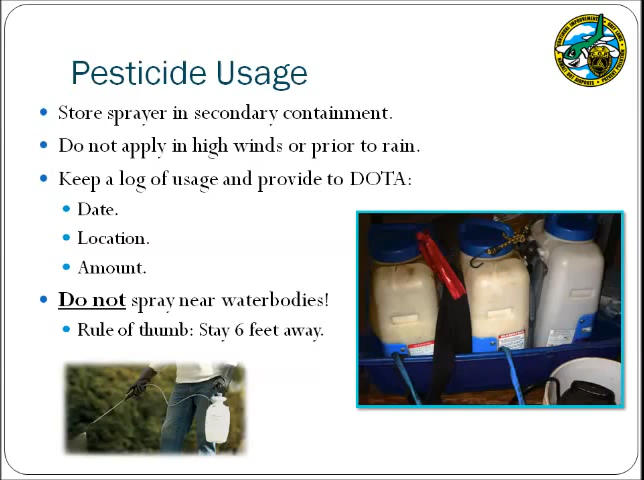 Pesticide Usage
Store sprayer in secondary containment.
Do not apply in high winds or prior to rain.
Keep a log of usage and provide to DOTA:
Date.
Location.
Amount.
Do not spray near waterbodies!
Rule of thumb: Stay 6 feet away.